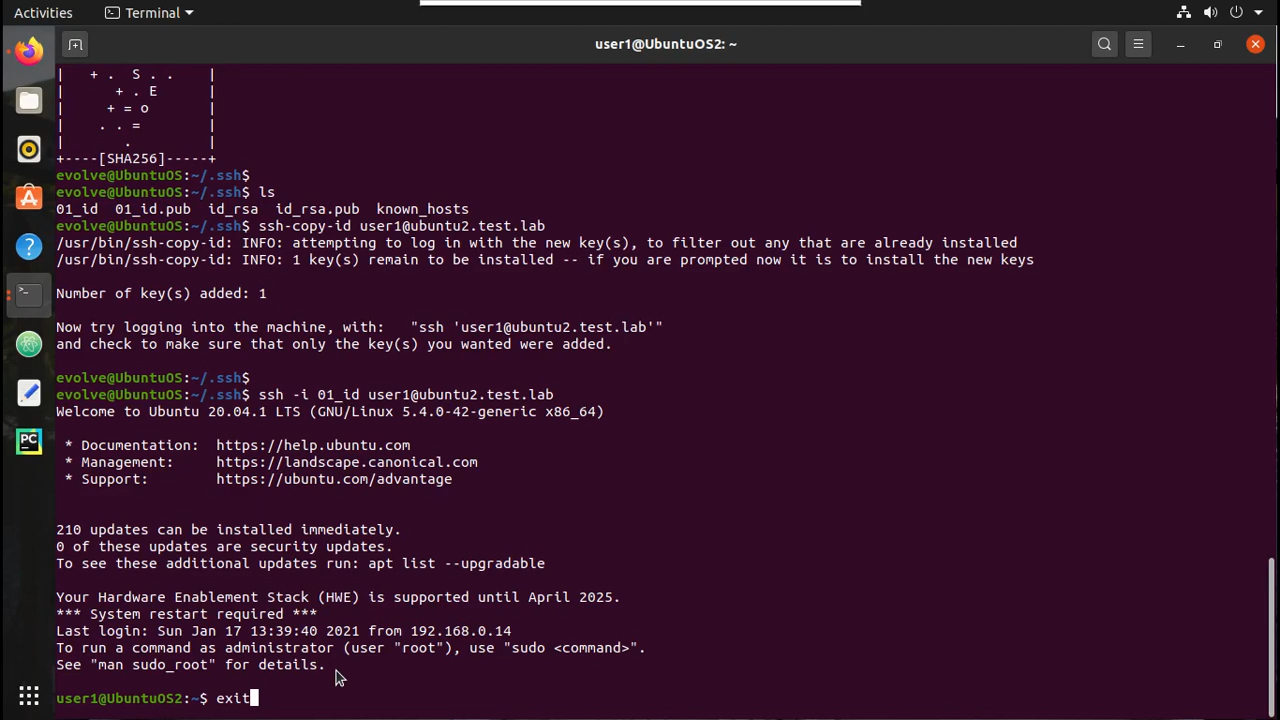 Activities
Terminal
user1@UbuntuOS2: ~
|   + .  S . .    |
|      + . E      |
|     + = o       |
|    . . =        |
|       .         |
+----[SHA256]-----+
evolve@UbuntuOS:~/.ssh$
evolve@UbuntuOS:~/.ssh$ ls
01_id  01_id.pub  id_rsa  id_rsa.pub  known_hosts
evolve@UbuntuOS:~/.ssh$ ssh-copy-id user1@ubuntu2.test.lab
/usr/bin/ssh-copy-id: INFO: attempting to log in with the new key(s), to filter out any that are already installed
/usr/bin/ssh-copy-id: INFO: 1 key(s) remain to be installed -- if you are prompted now it is to install the new keys
Number of key(s) added: 1
Now try logging into the machine, with:   "ssh 'user1@ubuntu2.test.lab'"
and check to make sure that only the key(s) you wanted were added.
evolve@UbuntuOS:~/.ssh$
evolve@UbuntuOS:~/.ssh$ ssh -i 01_id user1@ubuntu2.test.lab
Welcome to Ubuntu 20.04.1 LTS (GNU/Linux 5.4.0-42-generic x86_64)
* Documentation:  https://help.ubuntu.com
* Management:     https://landscape.canonical.com
* Support:        https://ubuntu.com/advantage
210 updates can be installed immediately.
0 of these updates are security updates.
To see these additional updates run: apt list --upgradable
Your Hardware Enablement Stack (HWE) is supported until April 2025.
*** System restart required ***
Last login: Sun Jan 17 13:39:40 2021 from 192.168.0.14
To run a command as administrator (user "root"), use "sudo <command>".
See "man sudo_root" for details.
user1@UbuntuOS2:~$ exit